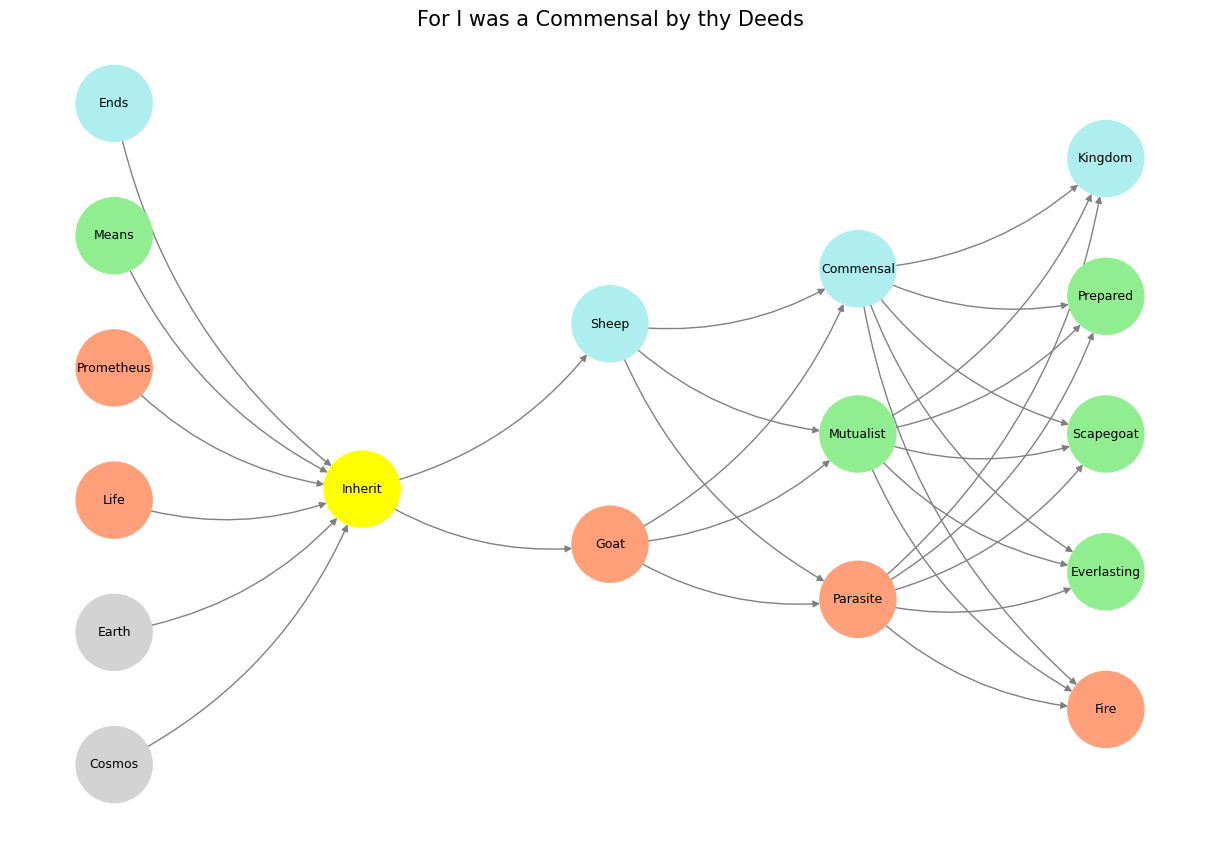 For I was a Commensal by thy Deeds
Ends
Means
Prometheus
Life
Earth
Cosmos
Inherit
Sheep
Goat
Commensal
Mutualist
Parasite
Kingdom
Prepared
Scapegoat
Everlasting
Fire